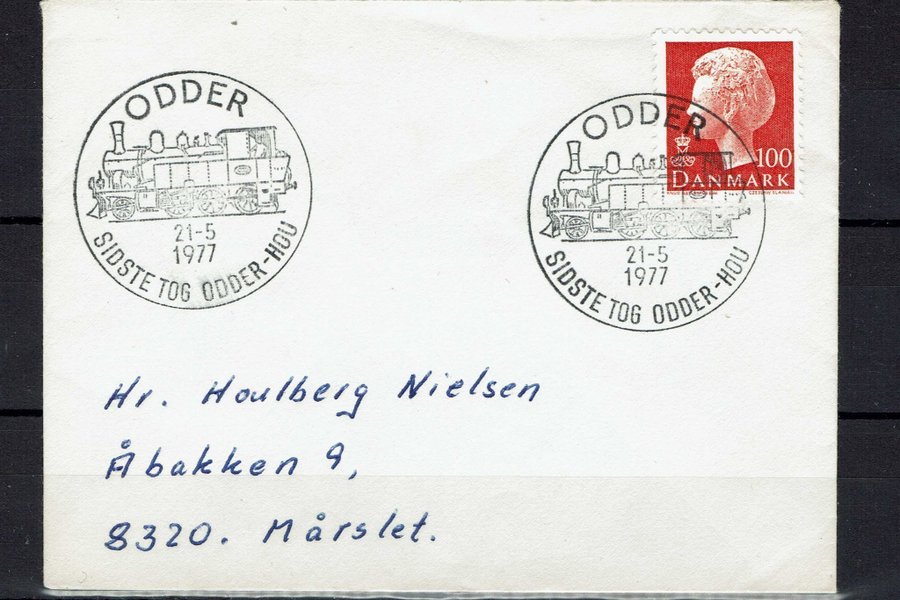 ODDER
21-5
1977
SIDSTE TOG ODDER-HOU
ODDER
21-5
1977
SIDSTE TOG ODDER-HOU
100
DANMARK
Hr. Houlberg Nielsen
Åbakken 9,
8320. Mårslet.